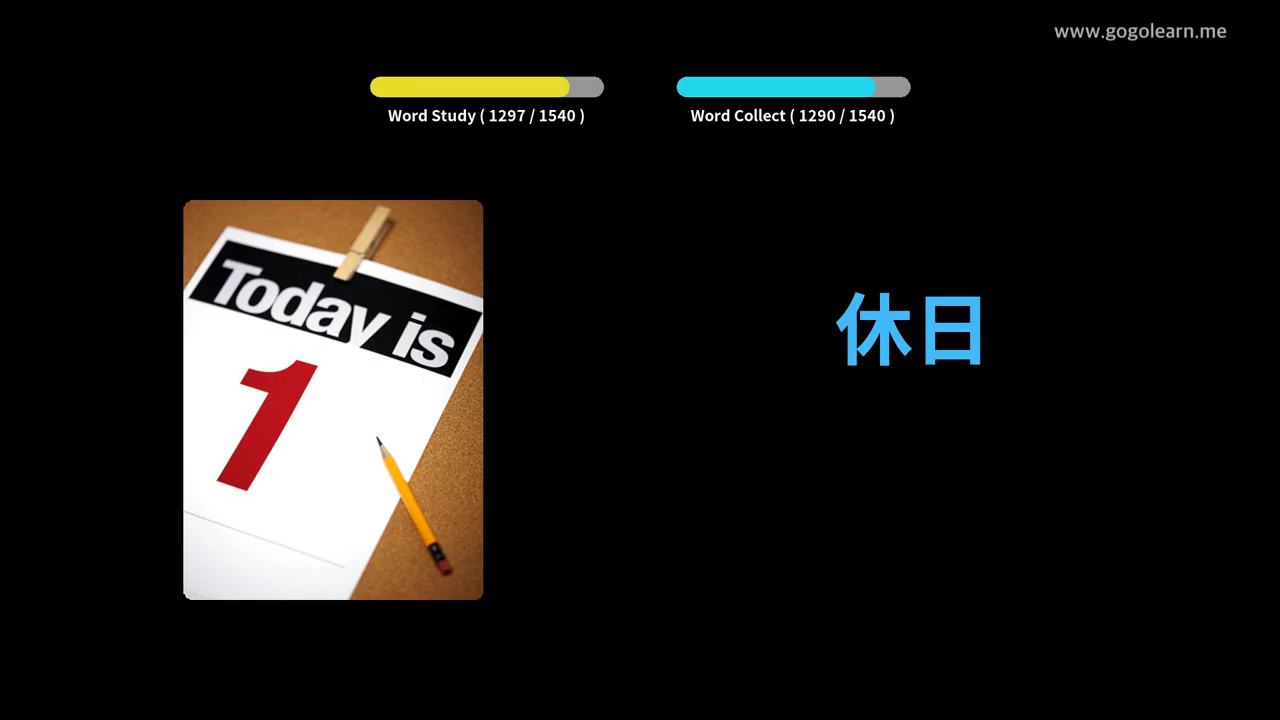 www.gogolearn.me
Word Study ( 1297 / 1540 )
Word Collect ( 1290 / 1540 )
Today is
1
休日